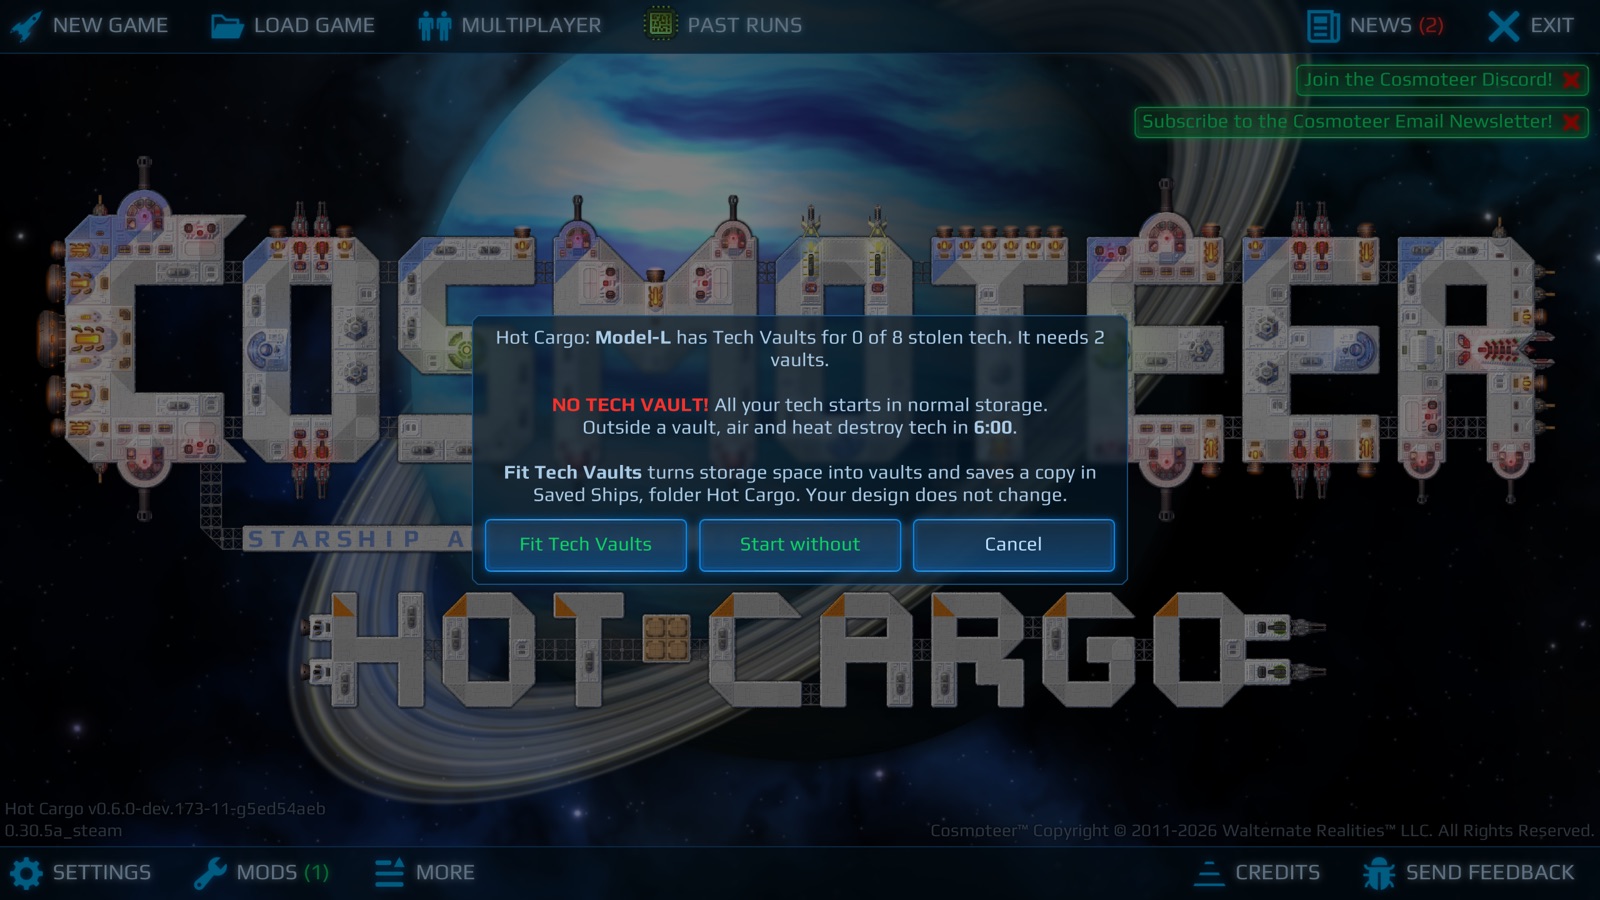 NEW GAME
LOAD GAME
MULTIPLAYER
PAST RUNS
NEWS (2)
EXIT
Join the Cosmoteer Discord!
Subscribe to the Cosmoteer Email Newsletter!
COSMOTEER
Hot Cargo: Model-L has Tech Vaults for 0 of 8 stolen tech. It needs 2
vaults.
NO TECH VAULT! All your tech starts in normal storage.
Outside a vault, air and heat destroy tech in 6:00.
Fit Tech Vaults turns storage space into vaults and saves a copy in
Saved Ships, folder Hot Cargo. Your design does not change.
Fit Tech Vaults
Start without
Cancel
STARSHIP A
HOT CARGO
Hot Cargo v0.6.0-dev.173-11-g5ed54aeb
0.30.5a_steam
Cosmoteer™ Copyright © 2011-2026 Walternate Realities™ LLC. All Rights Reserved.
SETTINGS
MODS (1)
MORE
CREDITS
SEND FEEDBACK